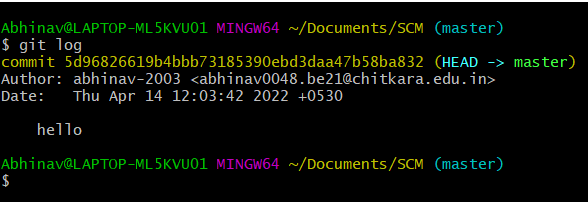 Abhinav@LAPTOP-ML5KVU01 MINGW64 ~/Documents/SCM (master)
$ git log
commit 5d96826619b4bbb73185390ebd3daa47b58ba832 (HEAD -> master)
Author: abhinav-2003 <abhinav0048.be21@chitkara.edu.in>
Date:   Thu Apr 14 12:03:42 2022 +0530
    hello
Abhinav@LAPTOP-ML5KVU01 MINGW64 ~/Documents/SCM (master)
$